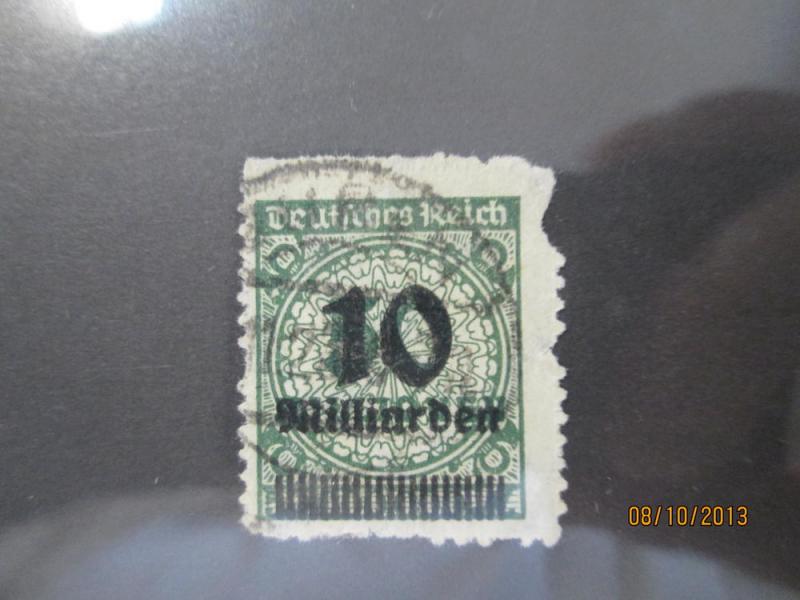 Deutsches Reich
10
Milliarden
08/10/2013